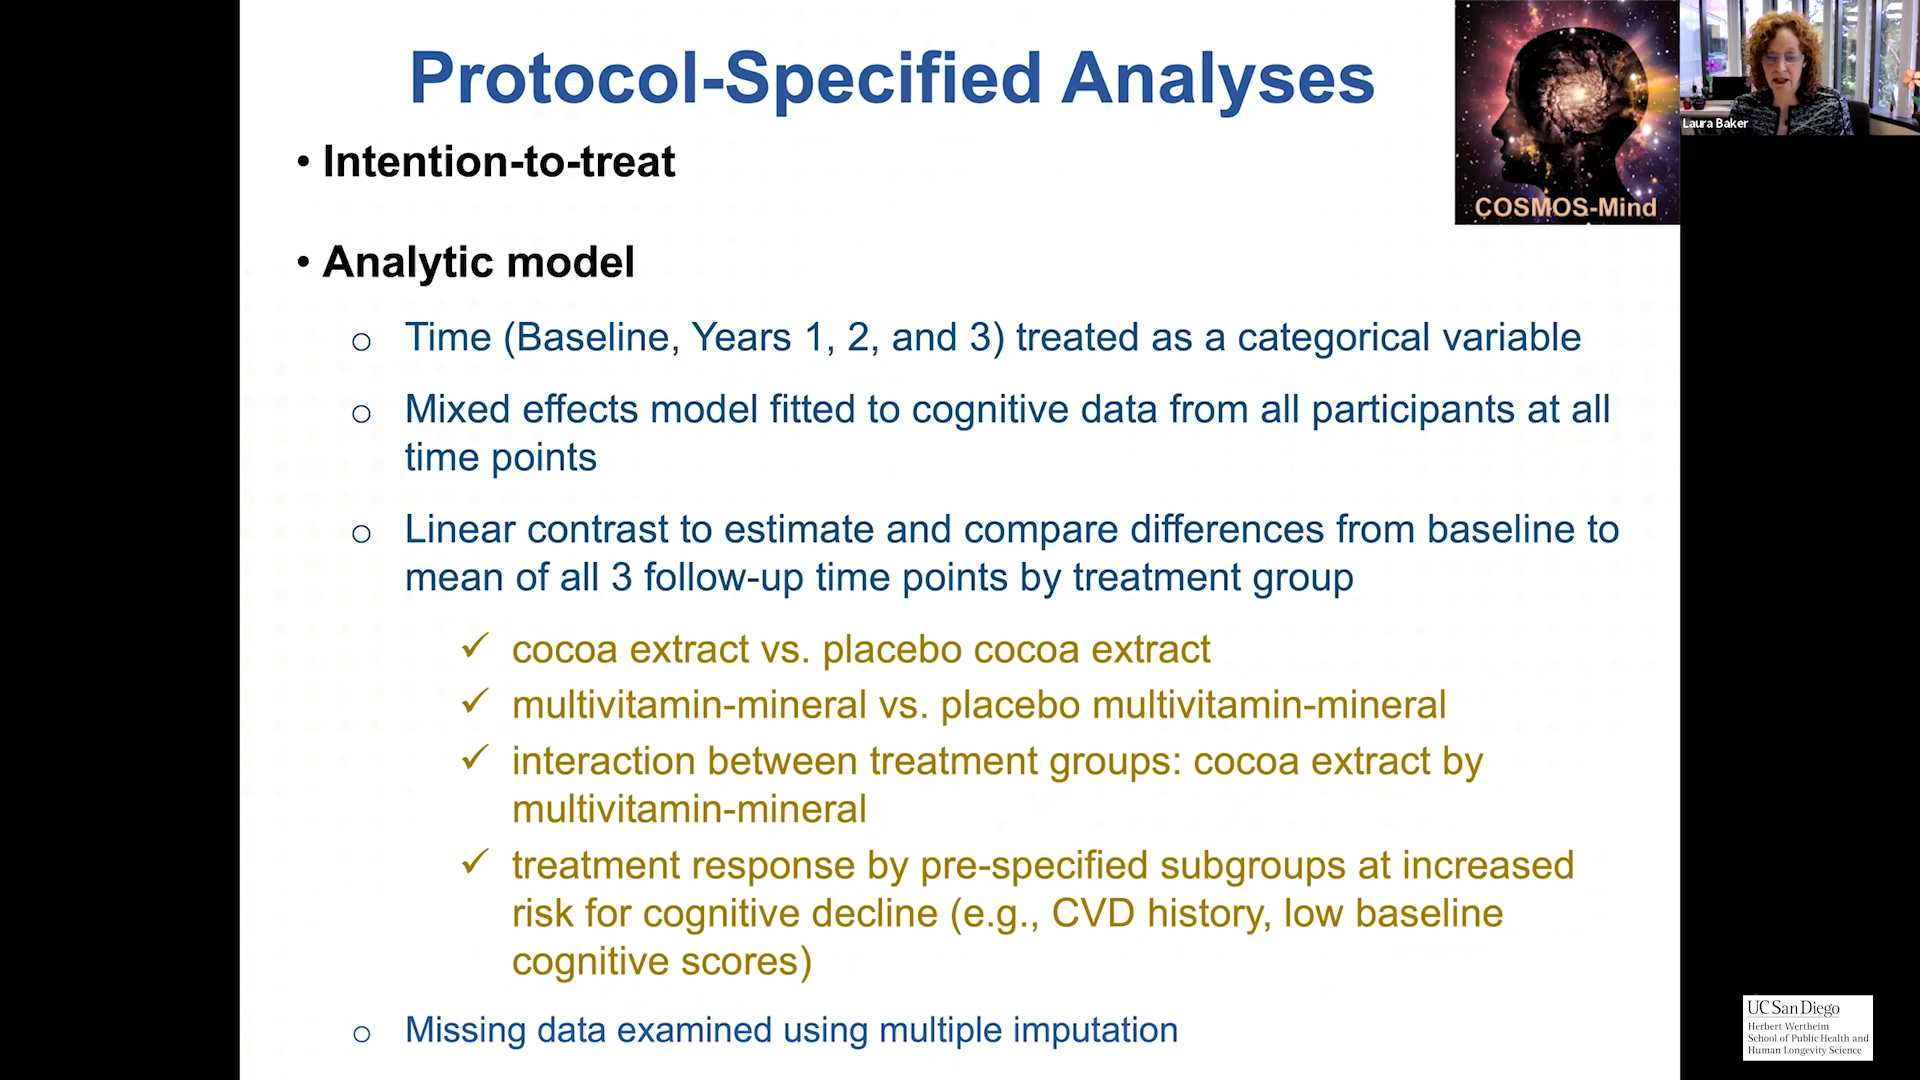 Protocol-Specified Analyses
• Intention-to-treat
• Analytic model
o Time (Baseline, Years 1, 2, and 3) treated as a categorical variable
o Mixed effects model fitted to cognitive data from all participants at all
time points
o Linear contrast to estimate and compare differences from baseline to
mean of all 3 follow-up time points by treatment group
✓ cocoa extract vs. placebo cocoa extract
✓ multivitamin-mineral vs. placebo multivitamin-mineral
✓ interaction between treatment groups: cocoa extract by
multivitamin-mineral
✓ treatment response by pre-specified subgroups at increased
risk for cognitive decline (e.g., CVD history, low baseline
cognitive scores)
o Missing data examined using multiple imputation
COSMOS-Mind
Laura Baker
UC San Diego
Herbert Wertheim
School of Public Health and
Human Longevity Science